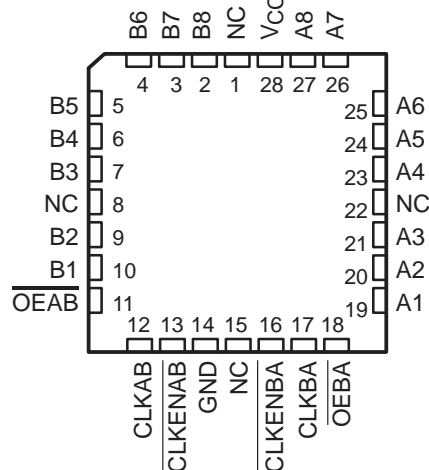 B6 B7 B8 NC VCC A8 A7
4 3 2 1 28 27 26
B5 5 25 A6
B4 6 24 A5
B3 7 23 A4
NC 8 22 NC
B2 9 21 A3
B1 10 20 A2
OEAB 11 19 A1
12 13 14 15 16 17 18
CLKAB CLKENAB GND NC CLKENBA CLKBA OEBA